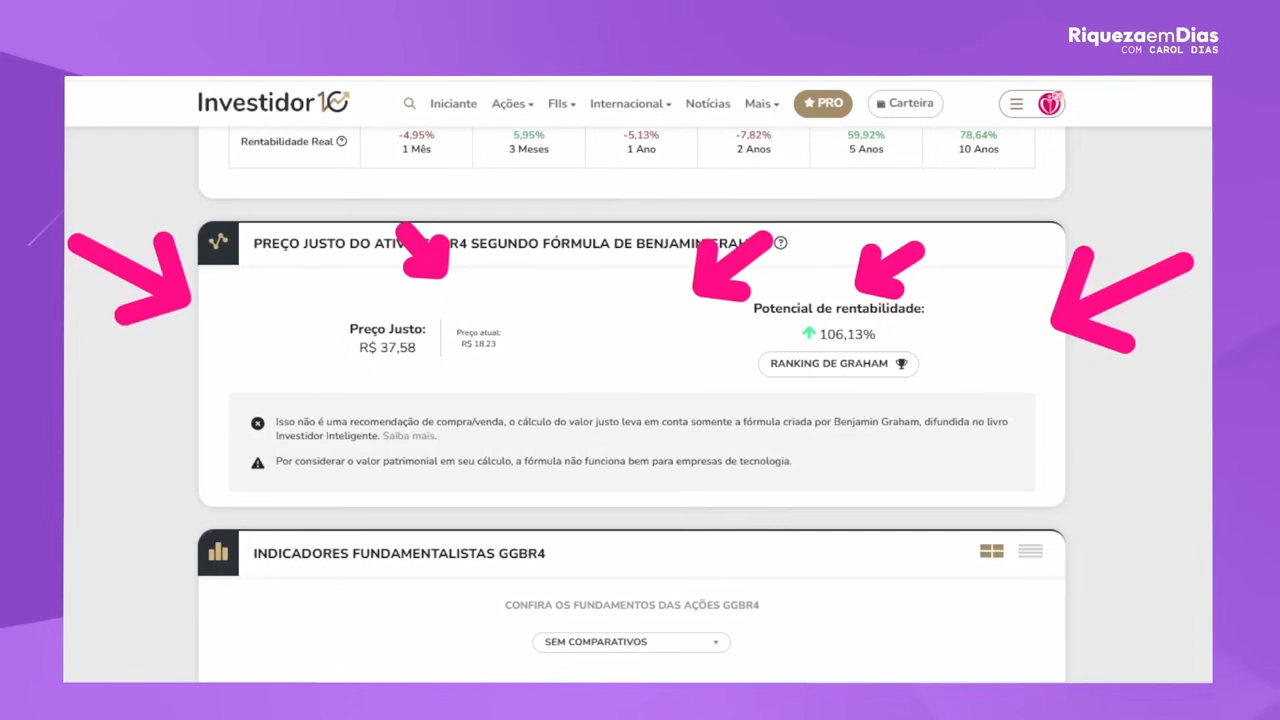 RiquezaemDias
COM CAROL DIAS
Investidor10
Iniciante Ações FIIs Internacional Notícias Mais PRO Carteira
Rentabilidade Real
-4,95% 5,95% -5,13% -7,82% 59,92% 78,64%
1 Mês 3 Meses 1 Ano 2 Anos 5 Anos 10 Anos
PREÇO JUSTO DO SEGUNDO FÓRMULA DE BENJAMIN
Potencial de rentabilidade:
106,13%
RANKING DE GRAHAM
Preço Justo:
R$ 37,58
Preço atual:
R$ 18.23
Isso não é uma recomendação de compra/venda, o cálculo do valor justo leva em conta somente a fórmula criada por Benjamin Graham, difundida no livro
Investidor Inteligente. Saiba mais.
Por considerar o valor patrimonial em seu cálculo, a fórmula não funciona bem para empresas de tecnologia.
INDICADORES FUNDAMENTALISTAS GGBR4
CONFIRA OS FUNDAMENTOS DAS AÇÕES GGBR4
SEM COMPARATIVOS